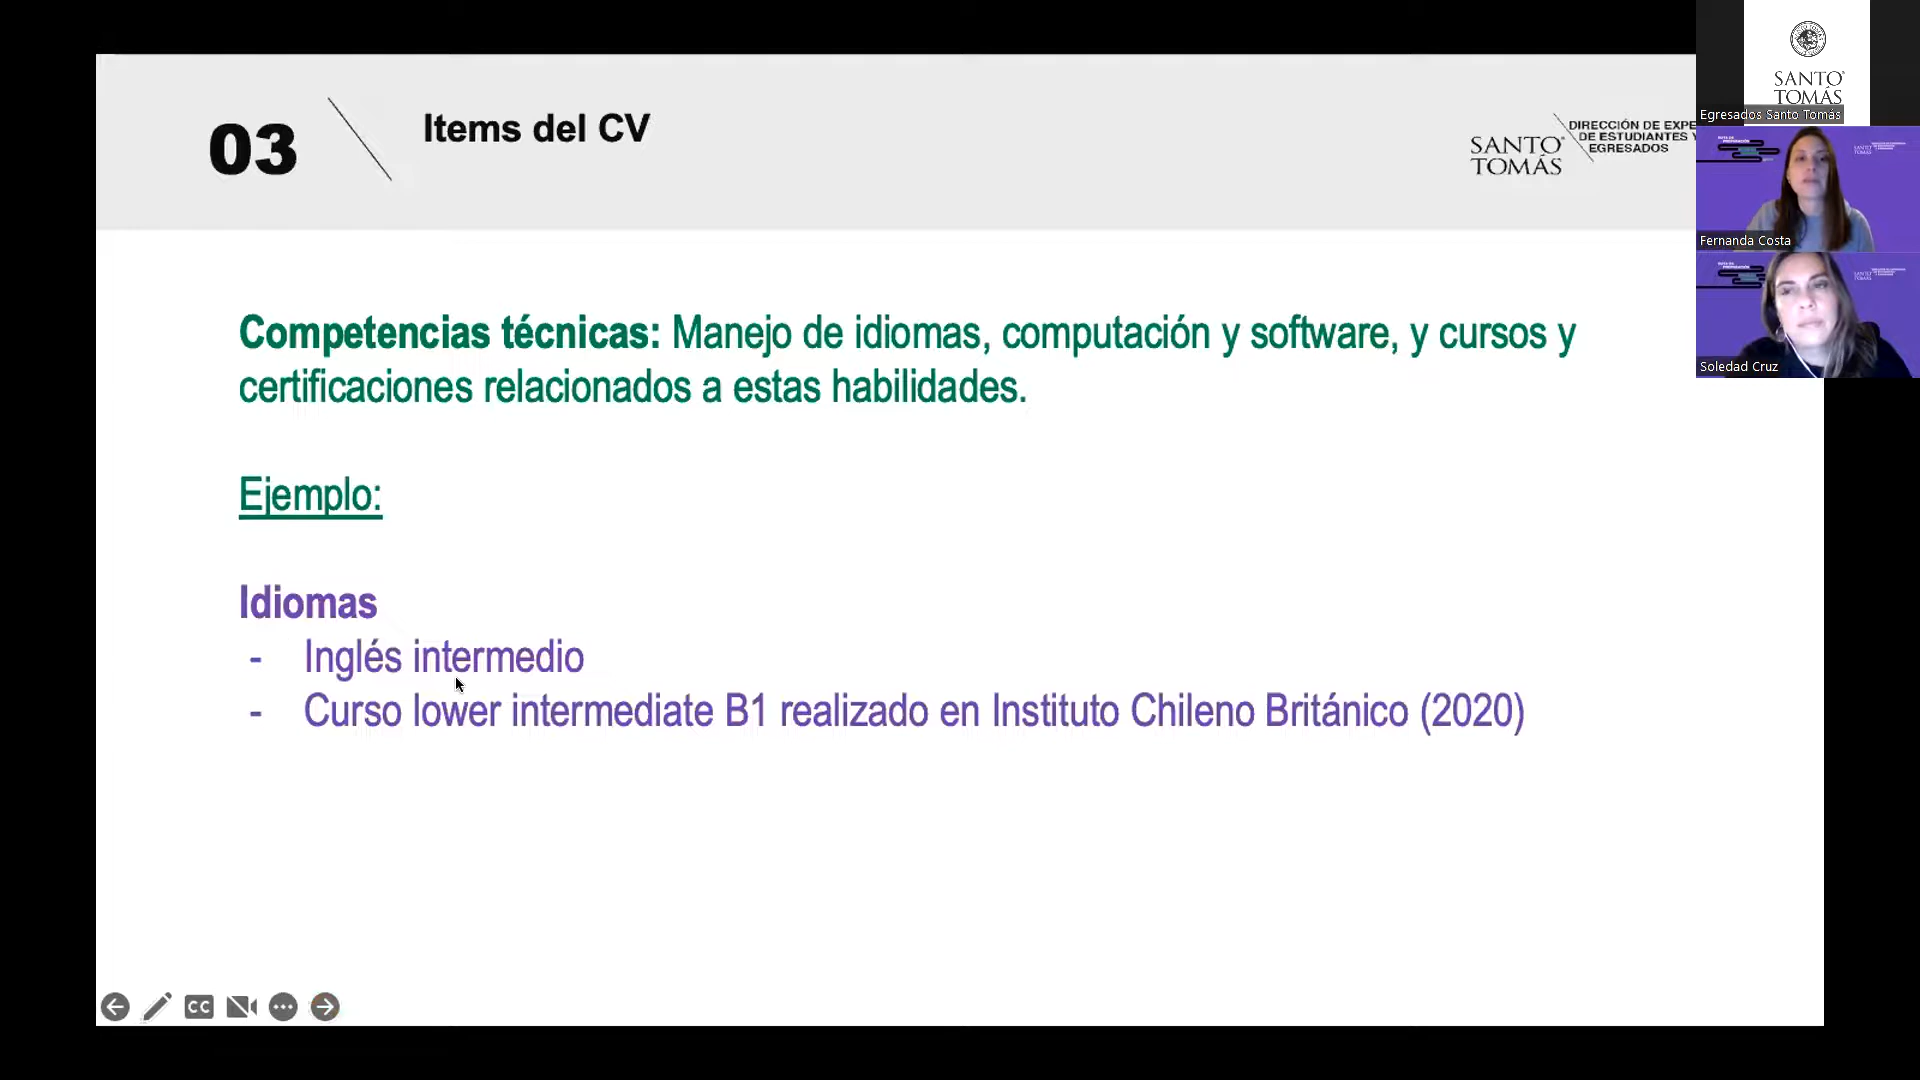 03
Items del CV
SANTO
TOMÁS
DIRECCIÓN DE EXPE
DE ESTUDIANTES Y
EGRESADOS
SANTO
TOMÁS
Egresados Santo Tomás
Fernanda Costa
Soledad Cruz
Competencias técnicas: Manejo de idiomas, computación y software, y cursos y
certificaciones relacionados a estas habilidades.
Ejemplo:
Idiomas
- Inglés intermedio
- Curso lower intermediate B1 realizado en Instituto Chileno Británico (2020)
CC